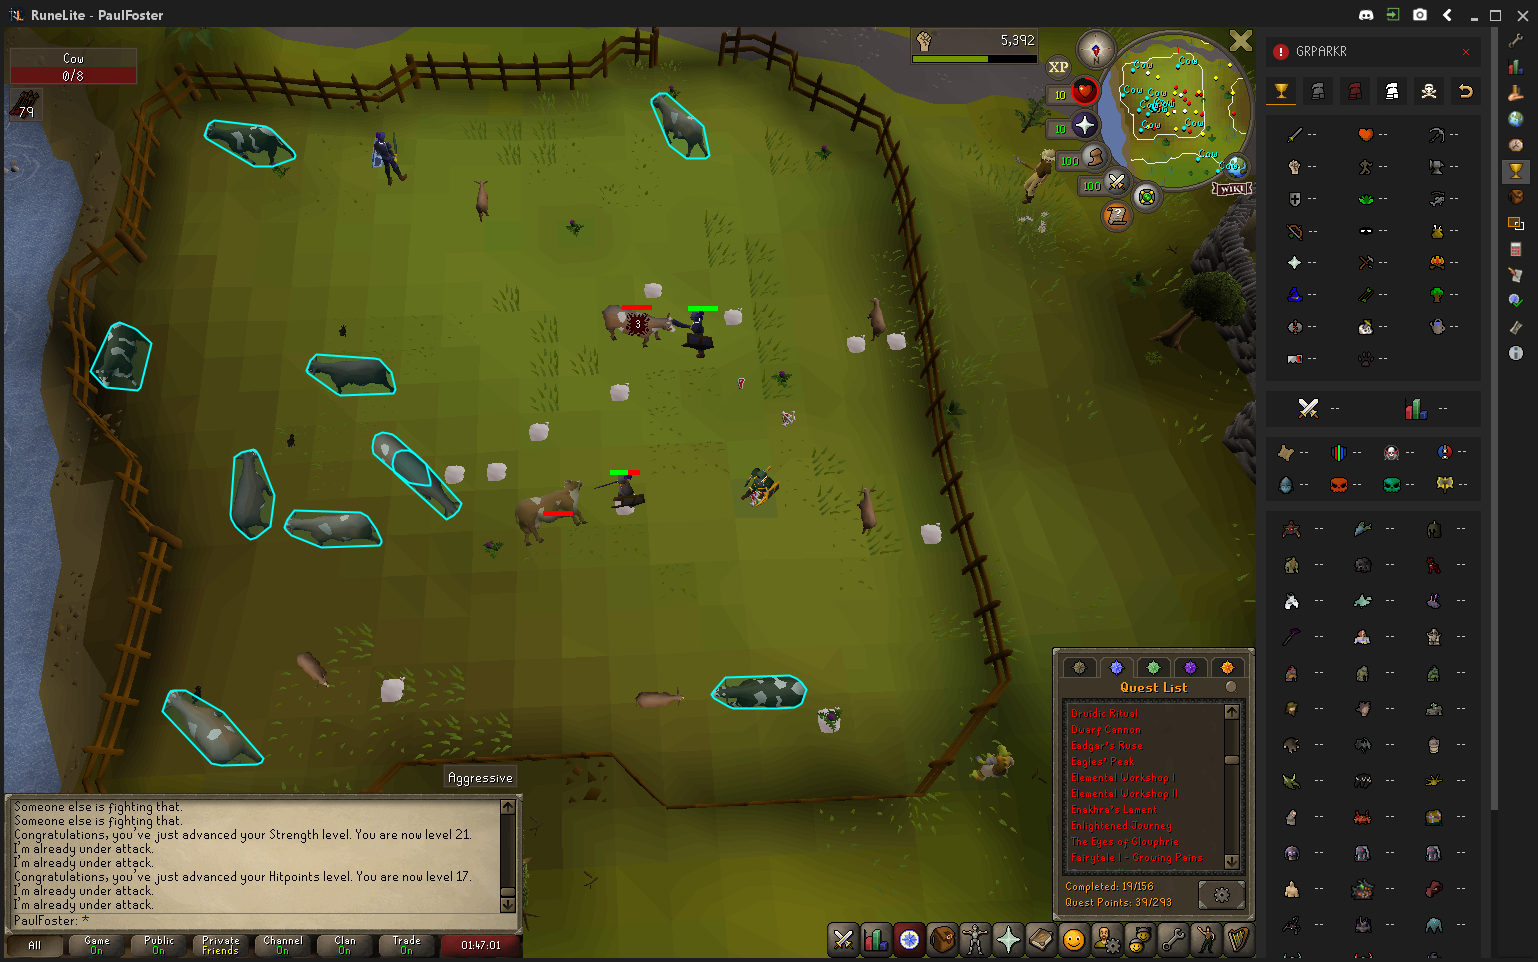 RuneLite - PaulFoster
Cow
0/8
79
5,392
XP
10
10
100
100
N
Cow
Cow
Cow
Cow
Cow
Cow
Cow
Cow
WIKI
3
GRPARKR
Aggressive
Someone else is fighting that.
Someone else is fighting that.
Congratulations, you've just advanced your Strength level. You are now level 21.
I'm already under attack.
I'm already under attack.
Congratulations, you've just advanced your Hitpoints level. You are now level 17.
I'm already under attack.
I'm already under attack.
PaulFoster: *
All
Game
On
Public
On
Private
Friends
Channel
On
Clan
On
Trade
On
01:47:01
Quest List
Druidic Ritual
Dwarf Cannon
Eadgar's Ruse
Eagles' Peak
Elemental Workshop I
Elemental Workshop II
Enakhra's Lament
Enlightened Journey
The Eyes of Glouphrie
Fairytale I - Growing Pains
Completed: 19/156
Quest Points: 39/293